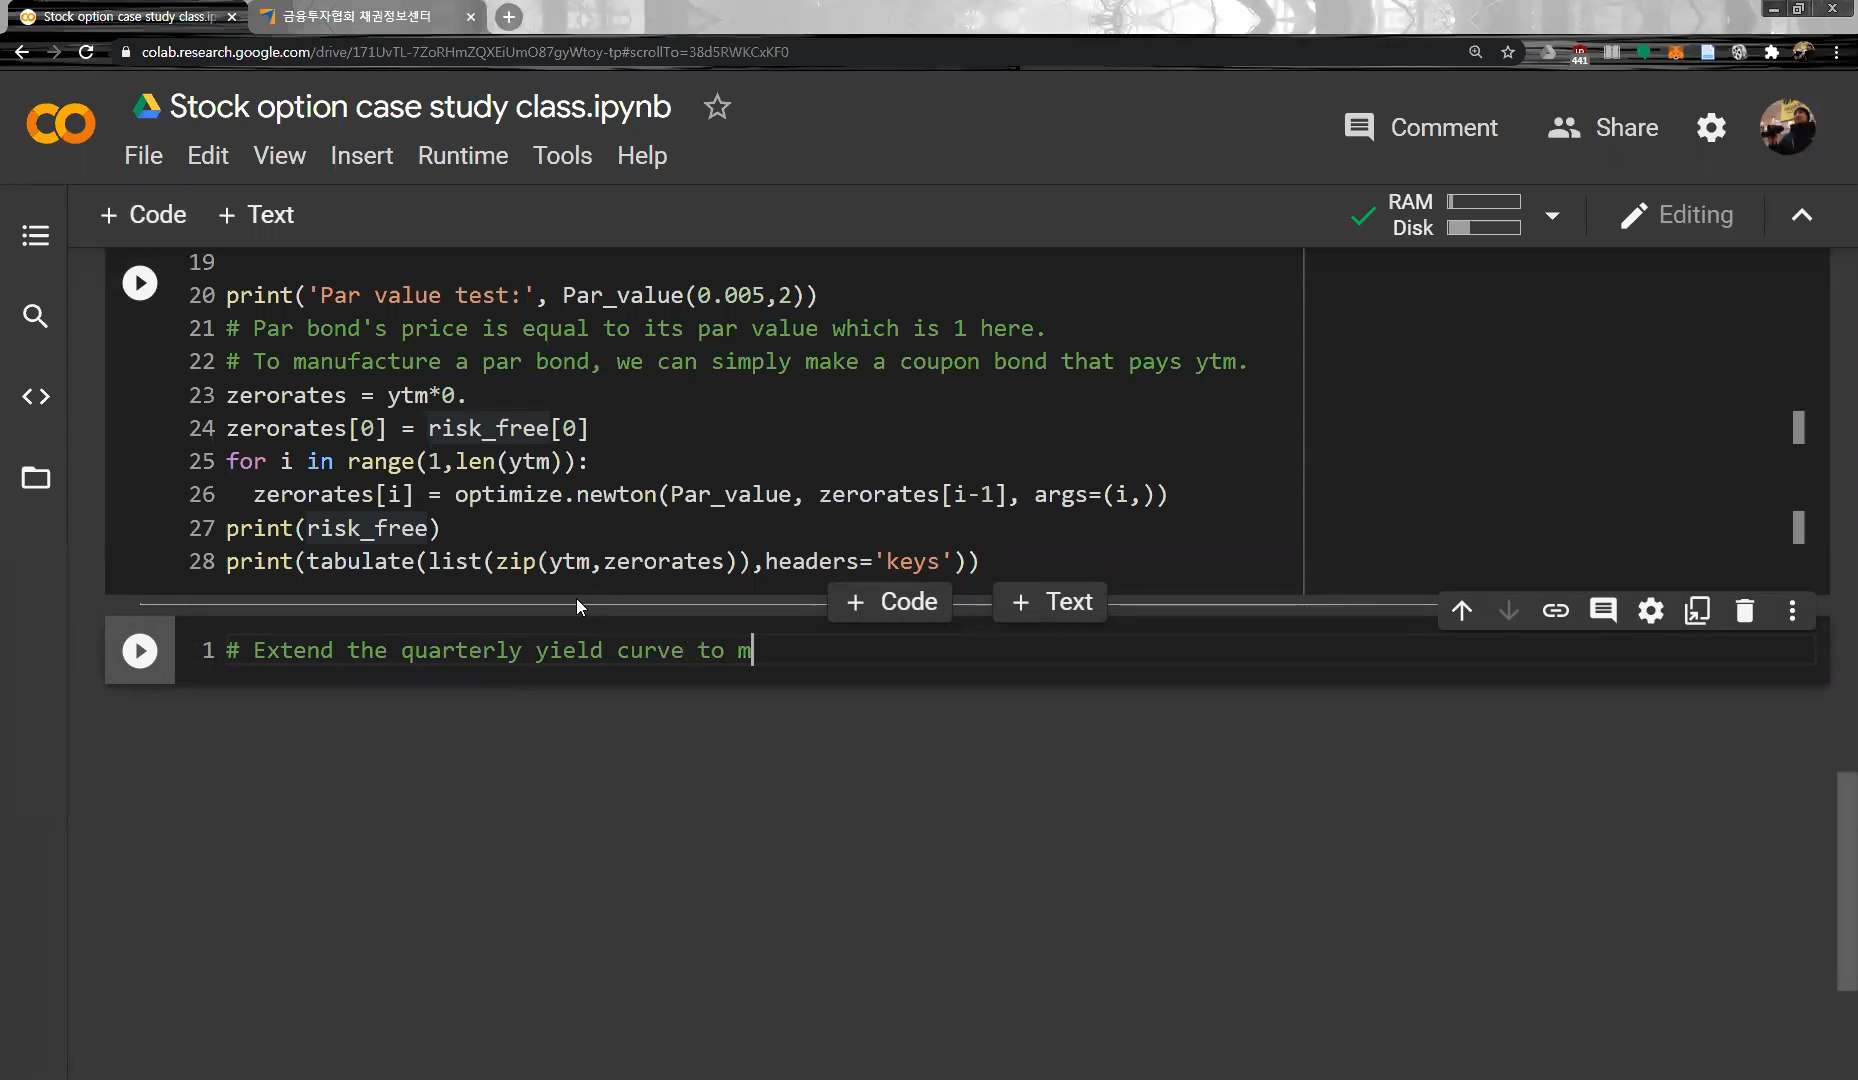 Stock option case study class.ip
금융투자협회 채권정보센터
colab.research.google.com/drive/171UvTL-7ZoRHmZQXEiUmO87gyWtoy-tp#scrollTo=38d5RWKCxKF0
441
Stock option case study class.ipynb
Comment
Share
File Edit View Insert Runtime Tools Help
+ Code + Text
RAM
Disk
Editing
19
20 print('Par value test:', Par_value(0.005,2))
21 # Par bond's price is equal to its par value which is 1 here.
22 # To manufacture a par bond, we can simply make a coupon bond that pays ytm.
23 zerorates = ytm*0.
24 zerorates[0] = risk_free[0]
25 for i in range(1,len(ytm)):
26 zerorates[i] = optimize.newton(Par_value, zerorates[i-1], args=(i,))
27 print(risk_free)
28 print(tabulate(list(zip(ytm,zerorates)),headers='keys'))
+ Code + Text
1 # Extend the quarterly yield curve to m